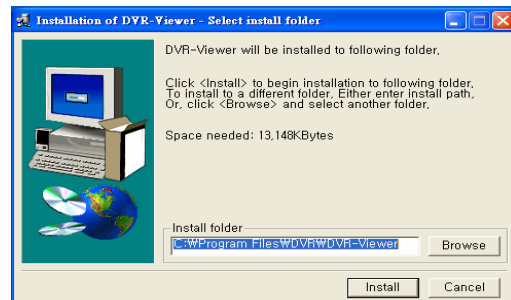 Installation of DVR-Viewer - Select install folder
DVR-Viewer will be installed to following folder,
Click <Install> to begin installation to following folder,
To install to a different folder, Either enter install path,
Or, click <Browse> and select another folder,
Space needed: 13,148KBytes
Install folder
C:₩Program Files₩DVR₩DVR-Viewer
Browse
Install
Cancel